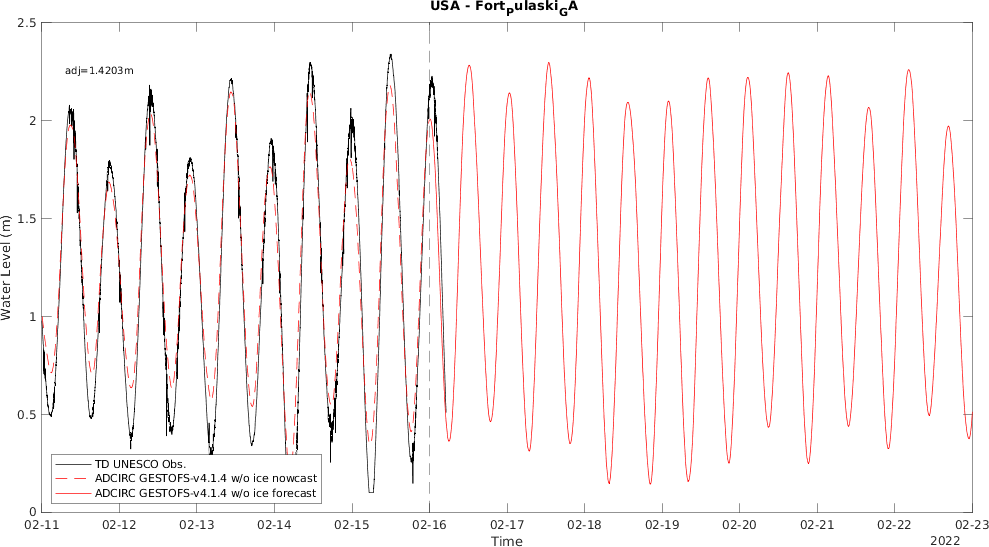 USA - Fort_Pulaski_GA
adj=1.4203m
Water Level (m)
2.5
2
1.5
1
0.5
0
TD UNESCO Obs.
ADCIRC GESTOFS-v4.1.4 w/o ice nowcast
ADCIRC GESTOFS-v4.1.4 w/o ice forecast
02-11 02-12 02-13 02-14 02-15 02-16 02-17 02-18 02-19 02-20 02-21 02-22 02-23
Time
2022